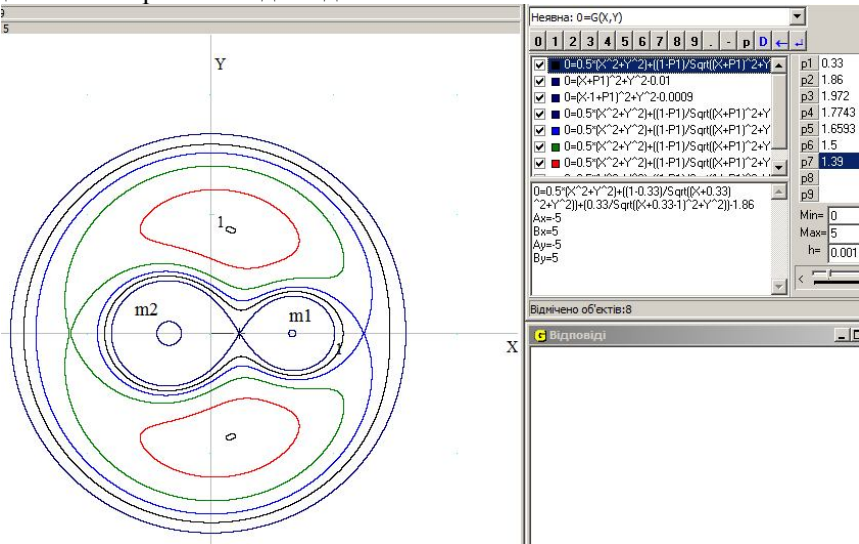 9
5
Y
X
1
m2
m1
1
Неявна: 0=G(X,Y)
0 1 2 3 4 5 6 7 8 9 . - p D ← ↵
0=0.5*(X^2+Y^2)+((1-P1)/Sqrt((X+P1)^2+Y
0=(X+P1)^2+Y^2-0.01
0=(X-1+P1)^2+Y^2-0.0009
0=0.5*(X^2+Y^2)+((1-P1)/Sqrt((X+P1)^2+Y
0=0.5*(X^2+Y^2)+((1-P1)/Sqrt((X+P1)^2+Y
0=0.5*(X^2+Y^2)+((1-P1)/Sqrt((X+P1)^2+Y
0=0.5*(X^2+Y^2)+((1-P1)/Sqrt((X+P1)^2+Y
p1 0.33
p2 1.86
p3 1.972
p4 1.7743
p5 1.6593
p6 1.5
p7 1.39
p8
p9
0=0.5*(X^2+Y^2)+((1-0.33)/Sqrt((X+0.33)
^2+Y^2))+(0.33/Sqrt((X+0.33-1)^2+Y^2))-1.86
Ax=-5
Bx=5
Ay=-5
By=5
Min= 0
Max= 5
h= 0.001
<
Відмічено об'єктів:8
G Відповіді